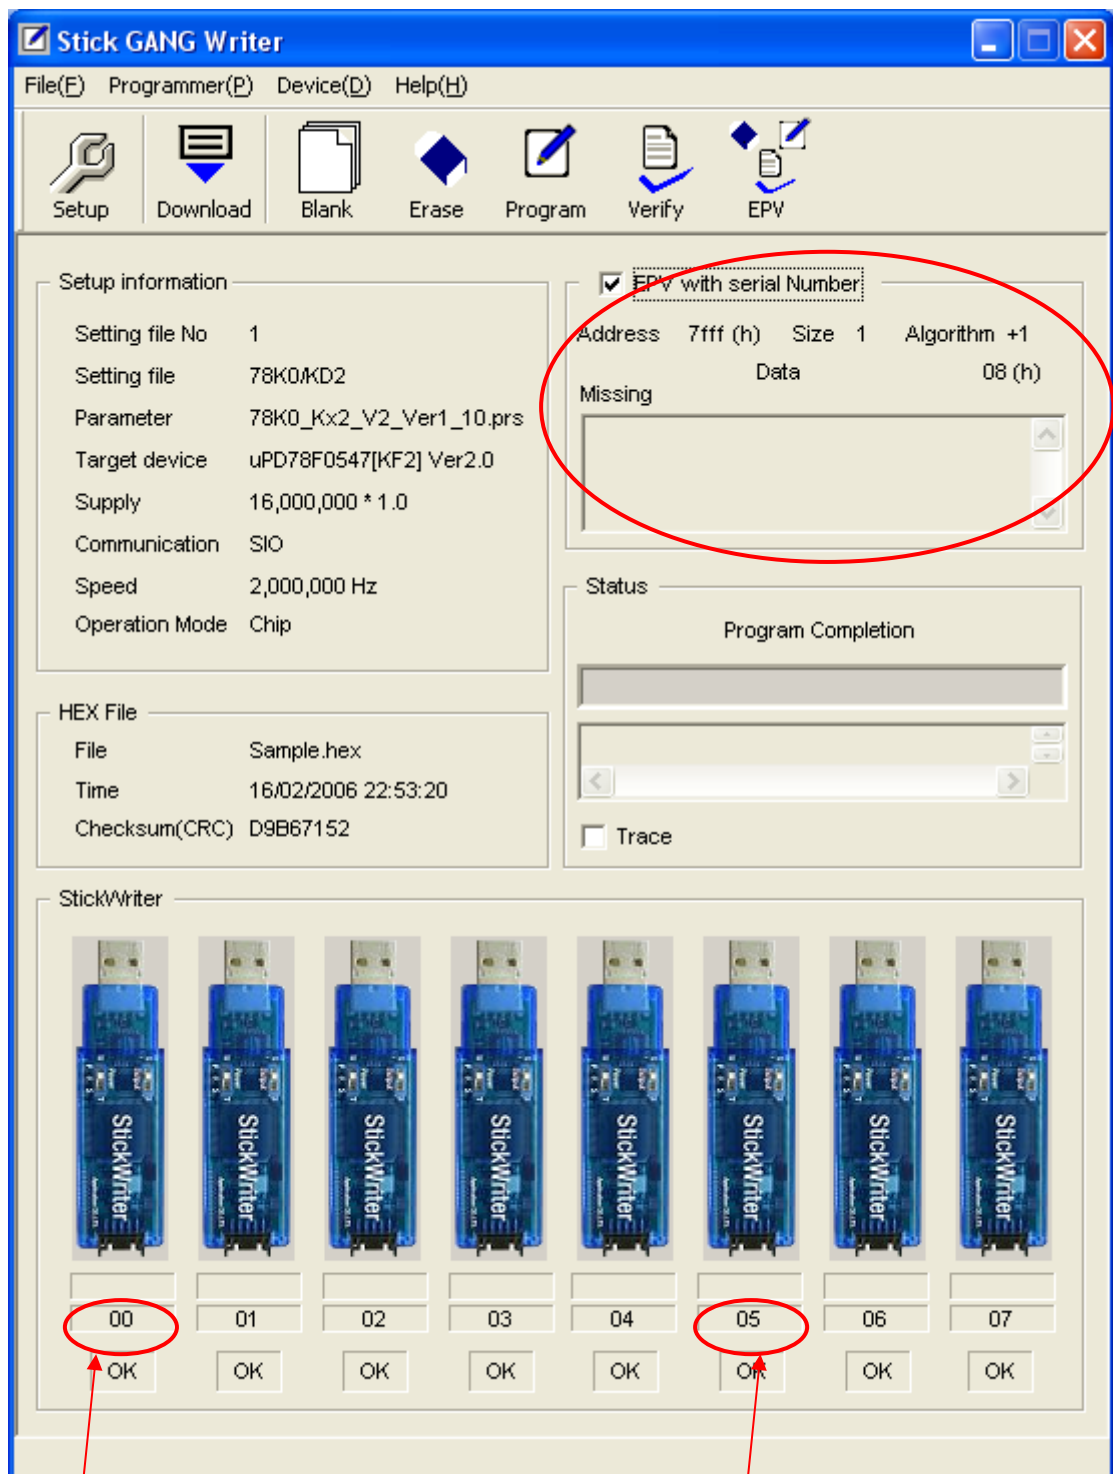 Stick GANG Writer
File(F) Programmer(P) Device(D) Help(H)
Setup Download Blank Erase Program Verify EPV
Setup information
Setting file No 1
Setting file 78K0/KD2
Parameter 78K0_Kx2_V2_Ver1_10.prs
Target device uPD78F0547[KF2] Ver2.0
Supply 16,000,000 * 1.0
Communication SIO
Speed 2,000,000 Hz
Operation Mode Chip
EPV with serial Number
Address 7fff (h) Size 1 Algorithm +1
Data 08 (h)
Missing
Status
Program Completion
Trace
HEX File
File Sample.hex
Time 16/02/2006 22:53:20
Checksum(CRC) D9B67152
StickWriter
StickWriter StickWriter StickWriter StickWriter StickWriter StickWriter StickWriter StickWriter
00 01 02 03 04 05 06 07
OK OK OK OK OK OK OK OK